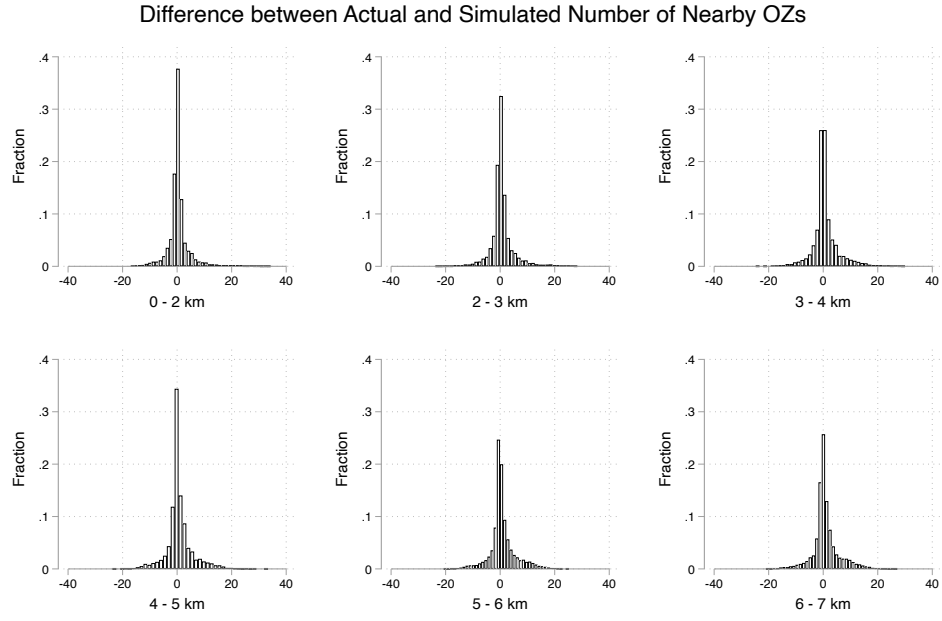 Difference between Actual and Simulated Number of Nearby OZs
Fraction
.4
.3
.2
.1
0
-40 -20 0 20 40
0 - 2 km
Fraction
.4
.3
.2
.1
0
-40 -20 0 20 40
2 - 3 km
Fraction
.4
.3
.2
.1
0
-40 -20 0 20 40
3 - 4 km
Fraction
.4
.3
.2
.1
0
-40 -20 0 20 40
4 - 5 km
Fraction
.4
.3
.2
.1
0
-40 -20 0 20 40
5 - 6 km
Fraction
.4
.3
.2
.1
0
-40 -20 0 20 40
6 - 7 km